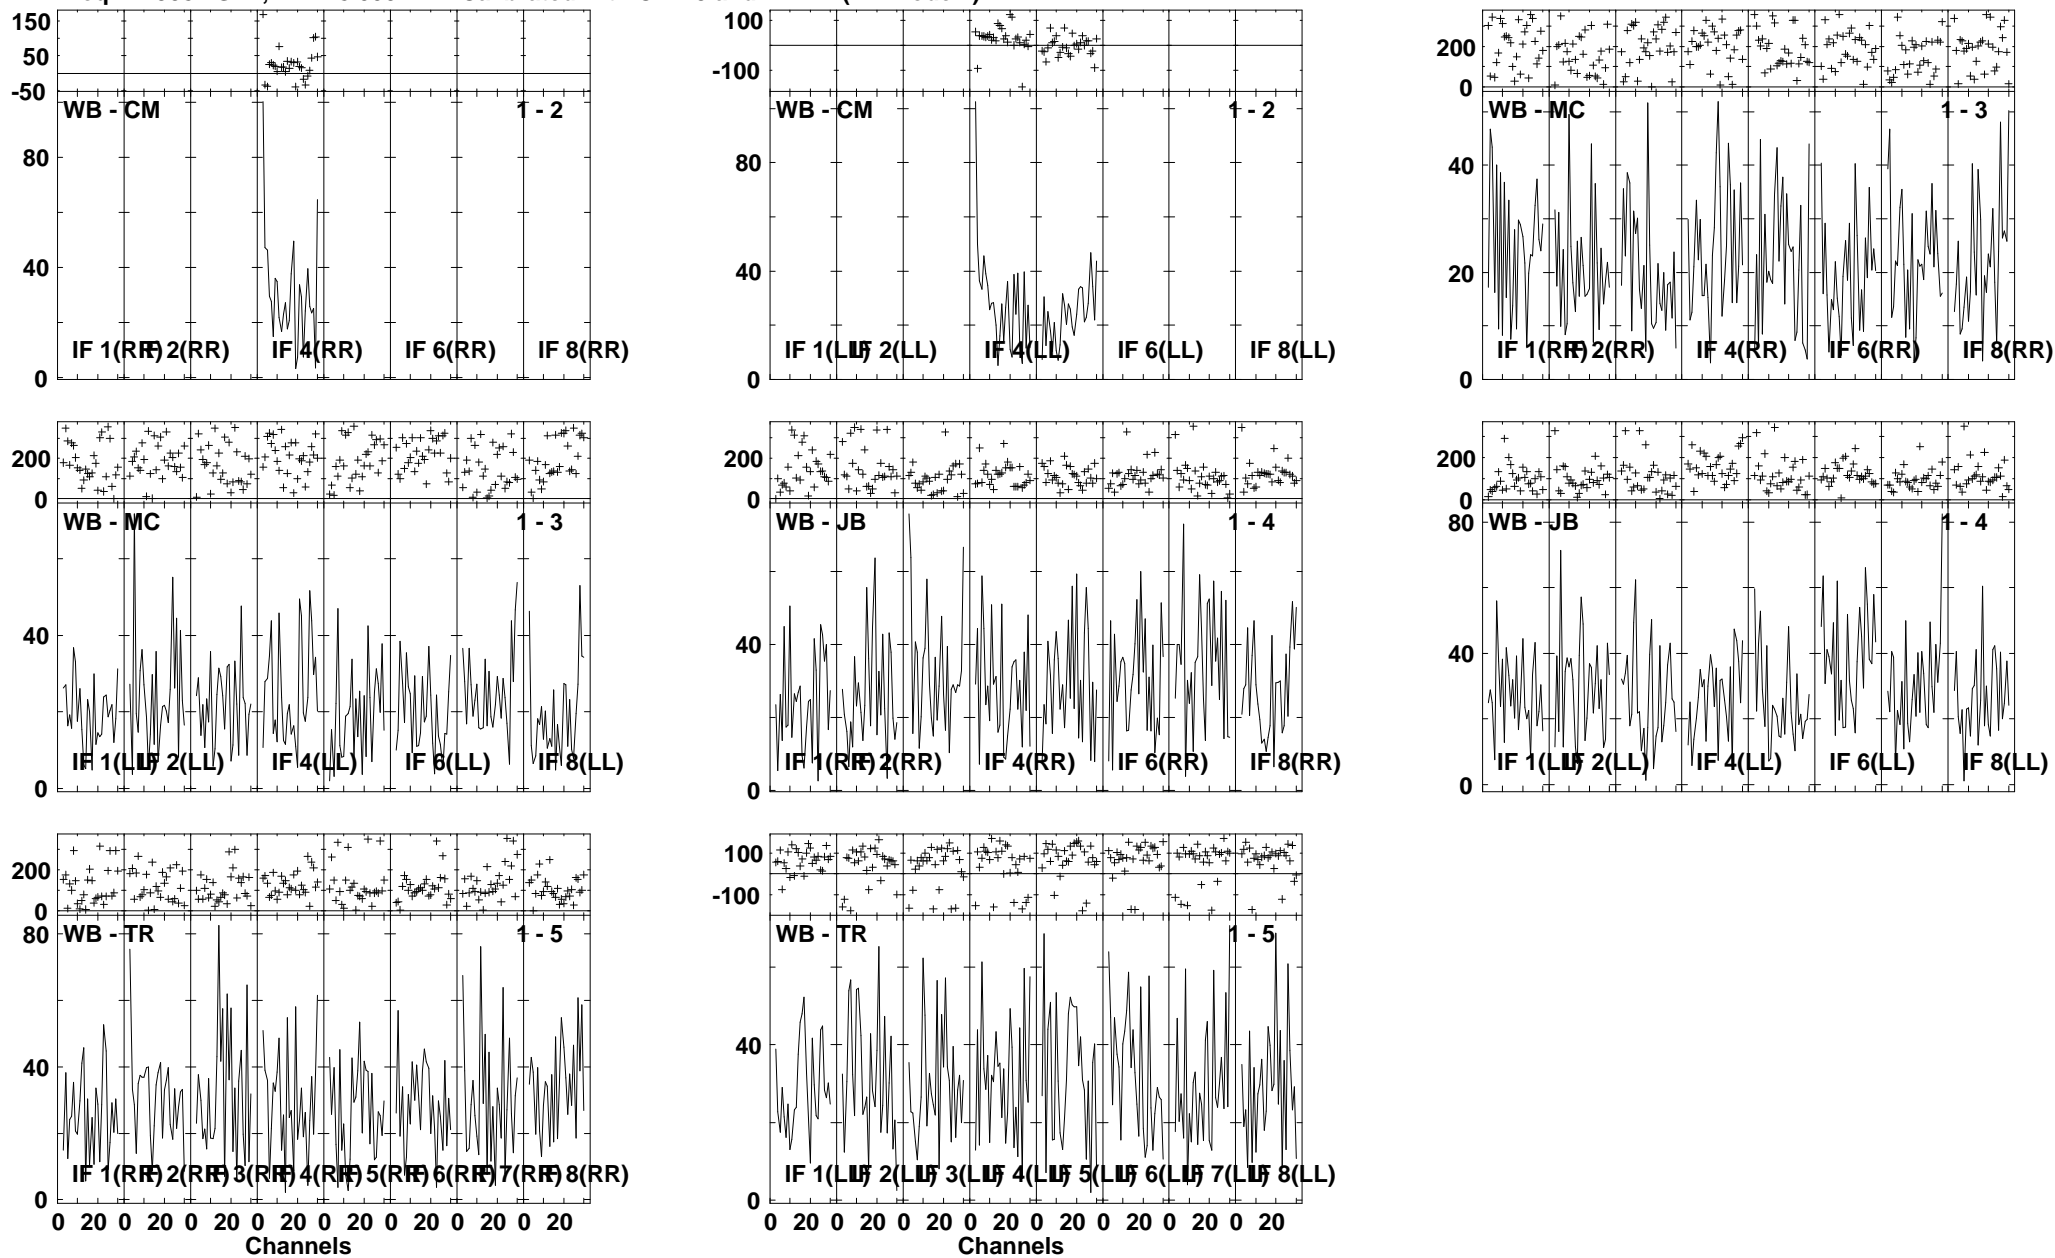 150
50
-50
WB - CM
1 - 2
80
40
0
IF 1(RR)
IF 2(RR)
IF 4(RR)
IF 6(RR)
IF 8(RR)
100
-100
WB - CM
1 - 2
80
40
0
IF 1(LL)
IF 2(LL)
IF 4(LL)
IF 6(LL)
IF 8(LL)
200
0
WB - MC
1 - 3
40
20
0
IF 1(RR)
IF 2(RR)
IF 4(RR)
IF 6(RR)
IF 8(RR)
200
0
WB - MC
1 - 3
40
0
IF 1(LL)
IF 2(LL)
IF 4(LL)
IF 6(LL)
IF 8(LL)
200
0
WB - JB
1 - 4
40
0
IF 1(RR)
IF 2(RR)
IF 4(RR)
IF 6(RR)
IF 8(RR)
200
0
WB - JB
1 - 4
80
40
0
IF 1(LL)
IF 2(LL)
IF 4(LL)
IF 6(LL)
IF 8(LL)
200
0
WB - TR
1 - 5
80
40
0
IF 1(RR)
IF 2(RR)
IF 3(RR)
IF 4(RR)
IF 5(RR)
IF 6(RR)
IF 7(RR)
IF 8(RR)
0 20 0 20 0 20 0 20 0 20 0 20 0 20 0 20
Channels
100
-100
WB - TR
1 - 5
40
0
IF 1(LL)
IF 2(LL)
IF 3(LL)
IF 4(LL)
IF 5(LL)
IF 6(LL)
IF 7(LL)
IF 8(LL)
0 20 0 20 0 20 0 20 0 20 0 20 0 20 0 20
Channels